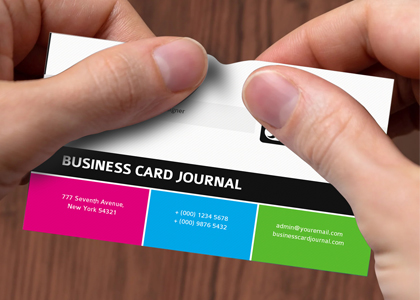 BUSINESS CARD JOURNAL
777 Seventh Avenue,
New York 54321
+ (000) 1234 5678
+ (000) 9876 5432
admin@youremail.com
businesscardjournal.com